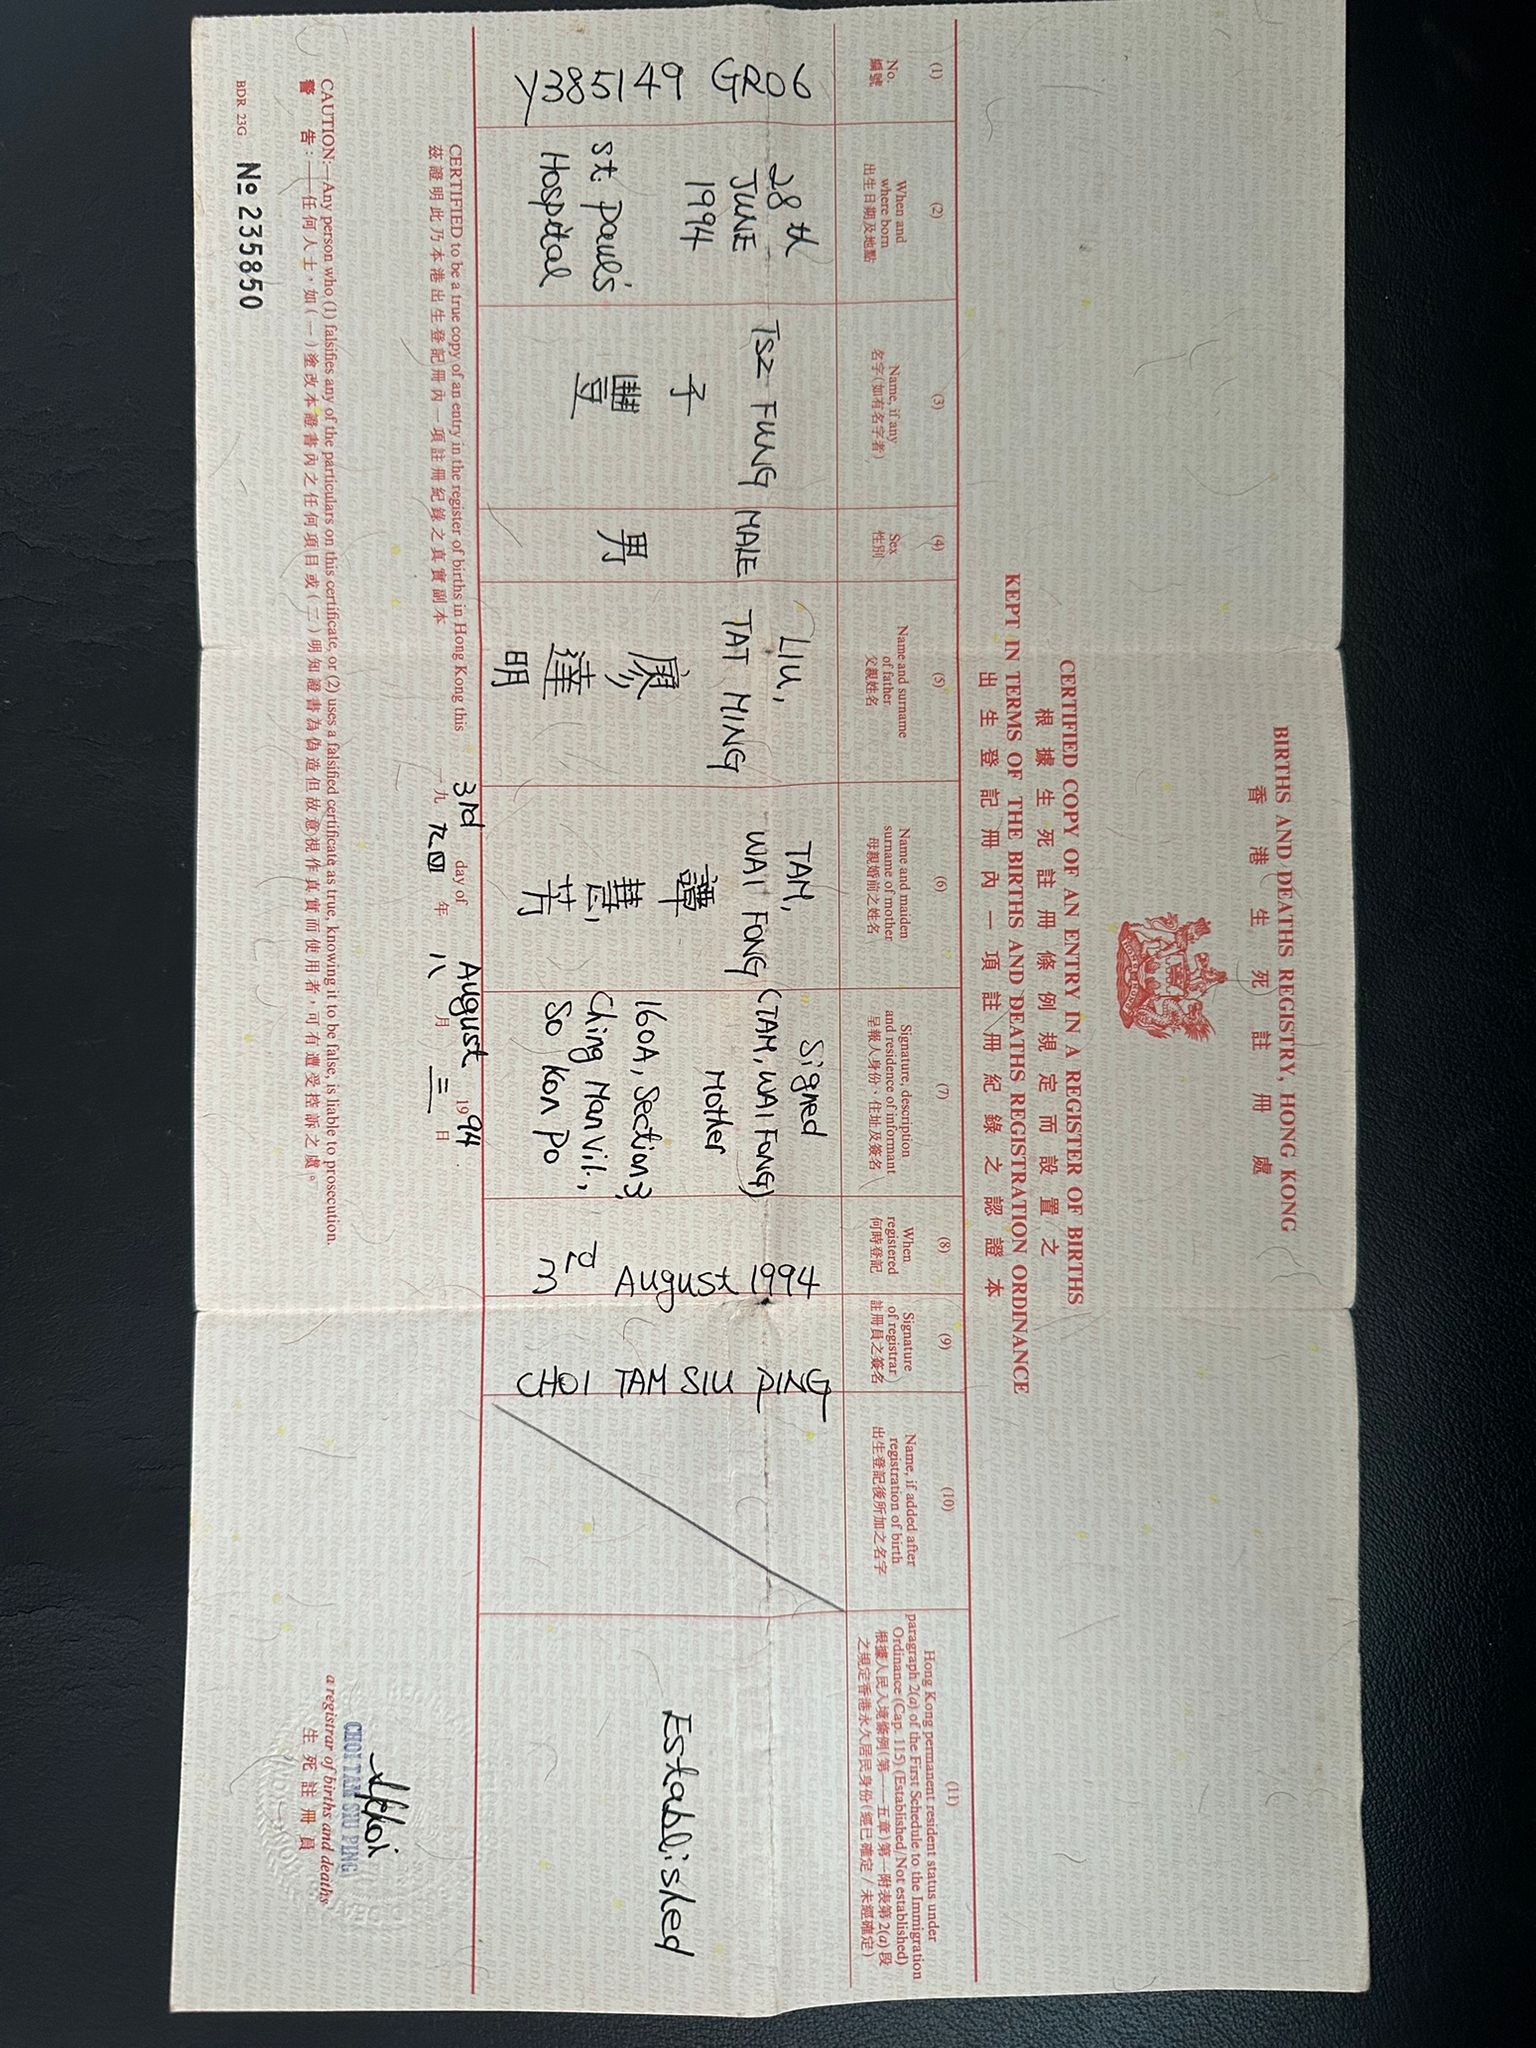 BIRTHS AND DEATHS REGISTRY, HONG KONG
香港生死註冊處
CERTIFIED COPY OF AN ENTRY IN A REGISTER OF BIRTHS
根據生死註冊條例規定而設置之
KEPT IN TERMS OF THE BIRTHS AND DEATHS REGISTRATION ORDINANCE
出生登記冊內一項註冊紀錄之認證本
(1)
No.
編號
Y385149 GR06
(2)
When and
where born
出生日期及地點
28th
JUNE
1994
St. Paul's
Hospital
(3)
Name, if any
名字(如有名字者)
TSZ FUNG
子
豐
(4)
Sex
性別
MALE
男
(5)
Name and surname
of father
父親姓名
LIU,
TAT MING
廖
達
明
(6)
Name and maiden
surname of mother
母親婚前之姓名
TAM,
WAI FONG
譚
蕙
芳
(7)
Signature, description
and residence of informant
呈報人身份、住址及簽名
Signed
(TAM, WAI FONG)
Mother
160A, Section 3,
Ching Man Vil.,
So Kon Po
(8)
When
registered
何時登記
3rd August 1994
(9)
Signature
of registrar
註冊員之簽名
CHOI TAM SIU PING
(10)
Name, if added after
registration of birth
出生登記後所加之名字
(11)
Hong Kong permanent resident status under
paragraph 2(a) of the First Schedule to the Immigration
Ordinance (Cap. 115) (Established/Not established)
根據人民入境條例(第一一五章)第一附表第2(a)段
之規定香港永久居民身份(經已確定/未經確定)
Established
CERTIFIED to be a true copy of an entry in the register of births in Hong Kong this 3rd day of August 1994.
茲證明此乃本港出生登記冊內一項註冊紀錄之真實副本 一九九四年八月三日
CHOI TAM SIU PING
a registrar of births and deaths
生死註冊員
CAUTION:—Any person who (1) falsifies any of the particulars on this certificate, or (2) uses a falsified certificate as true, knowing it to be false, is liable to prosecution.
警告:——任何人士,如(一)塗改本證書內之任何項目或(二)明知證書為偽造但故意視作真實而使用者,可有遭受控訴之處。
BDR 23G
No 235850